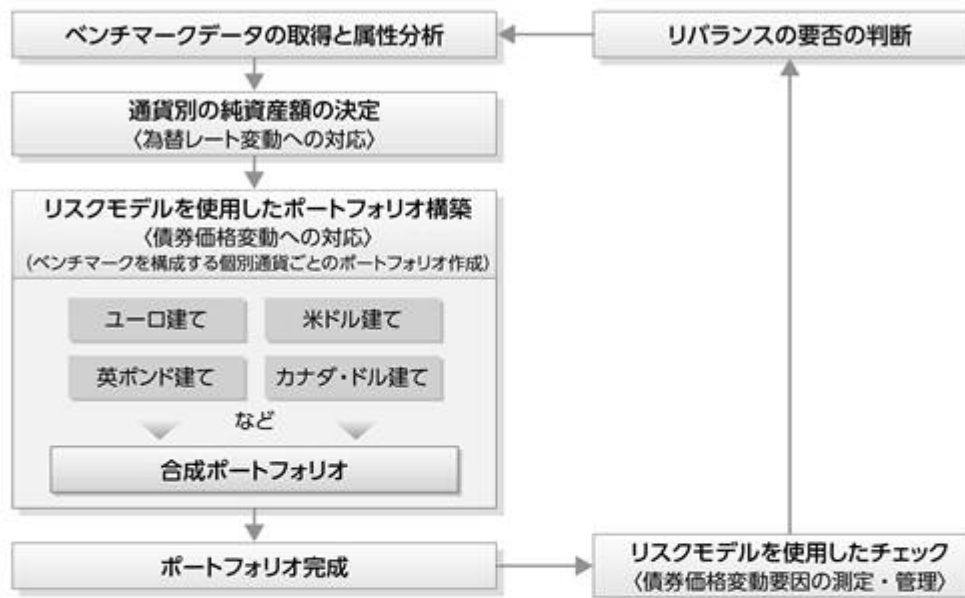 ベンチマークデータの取得と属性分析
リバランスの要否の判断
通貨別の純資産額の決定
〈為替レート変動への対応〉
リスクモデルを使用したポートフォリオ構築
〈債券価格変動への対応〉
(ベンチマークを構成する個別通貨ごとのポートフォリオ作成)
ユーロ建て
米ドル建て
英ポンド建て
カナダ・ドル建て
など
合成ポートフォリオ
ポートフォリオ完成
リスクモデルを使用したチェック
〈債券価格変動要因の測定・管理〉